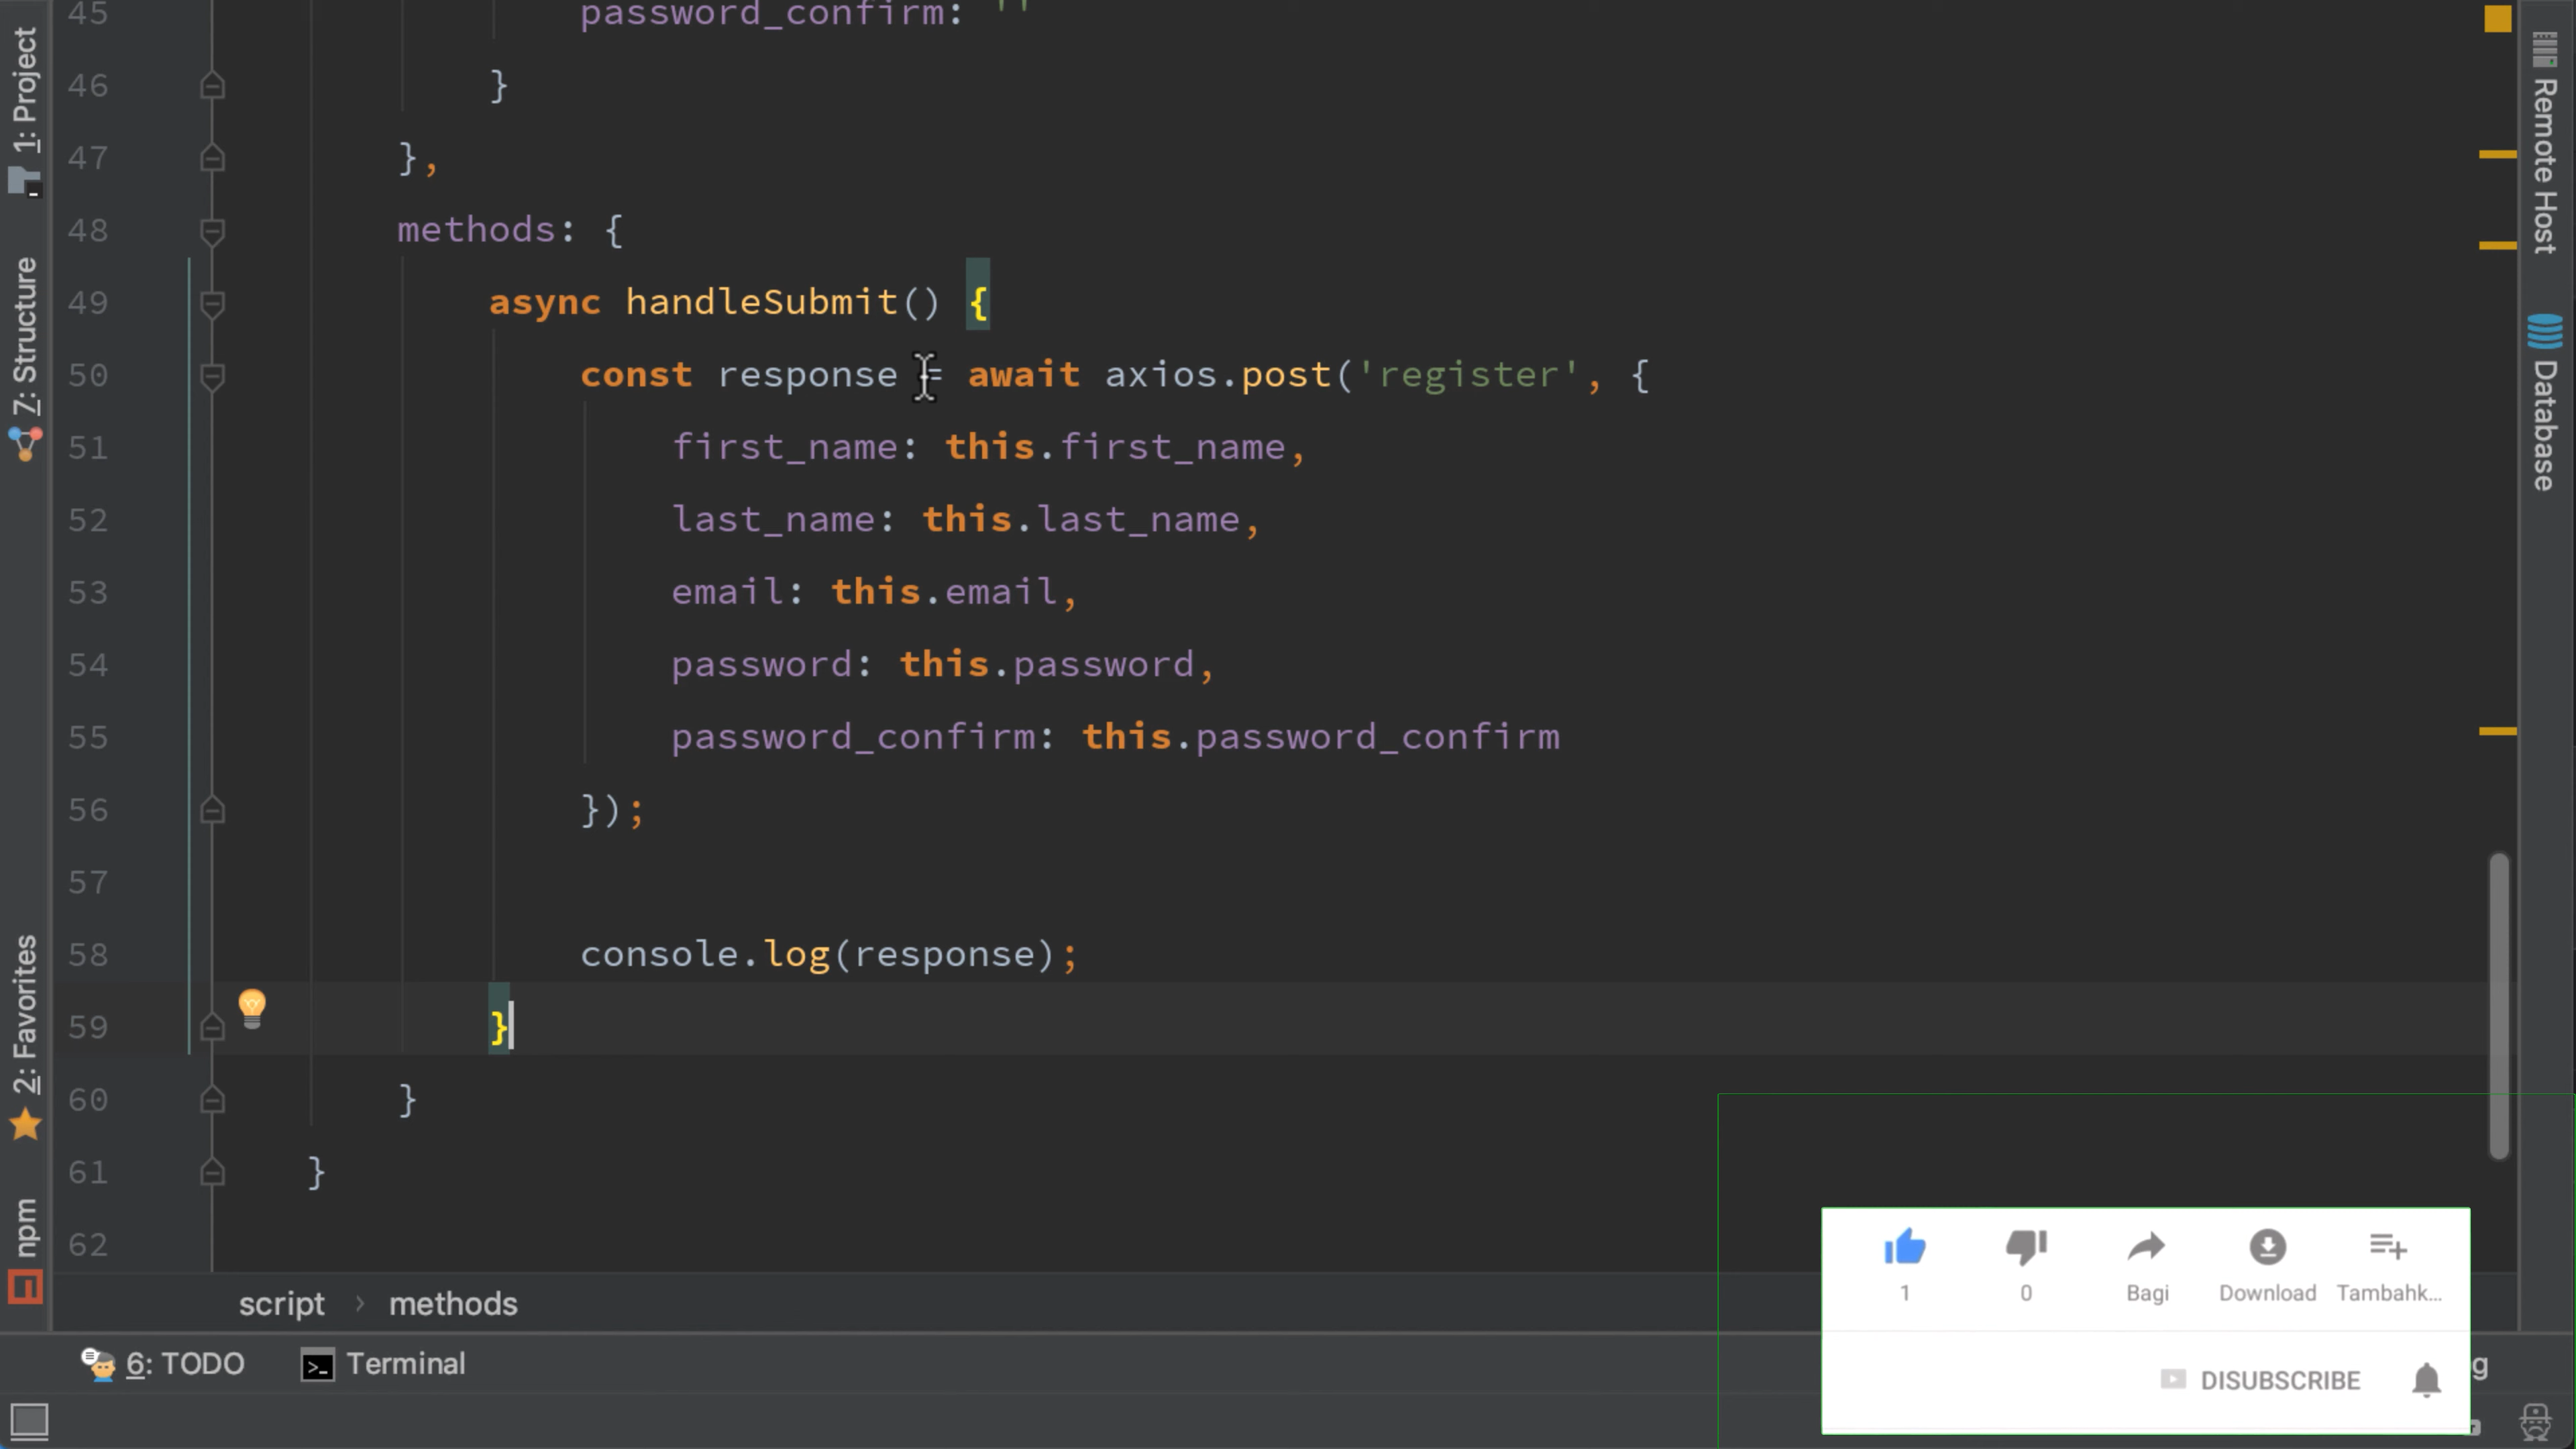 45 password_confirm: ''
46 }
47 },
48 methods: {
49 async handleSubmit() {
50 const response = await axios.post('register', {
51 first_name: this.first_name,
52 last_name: this.last_name,
53 email: this.email,
54 password: this.password,
55 password_confirm: this.password_confirm
56 });
57
58 console.log(response);
59 }
60 }
61 }
62
script › methods
6: TODO Terminal
1: Project
7: Structure
2: Favorites
npm
Remote Host
Database
1 0 Bagi Download Tambahk...
DISUBSCRIBE